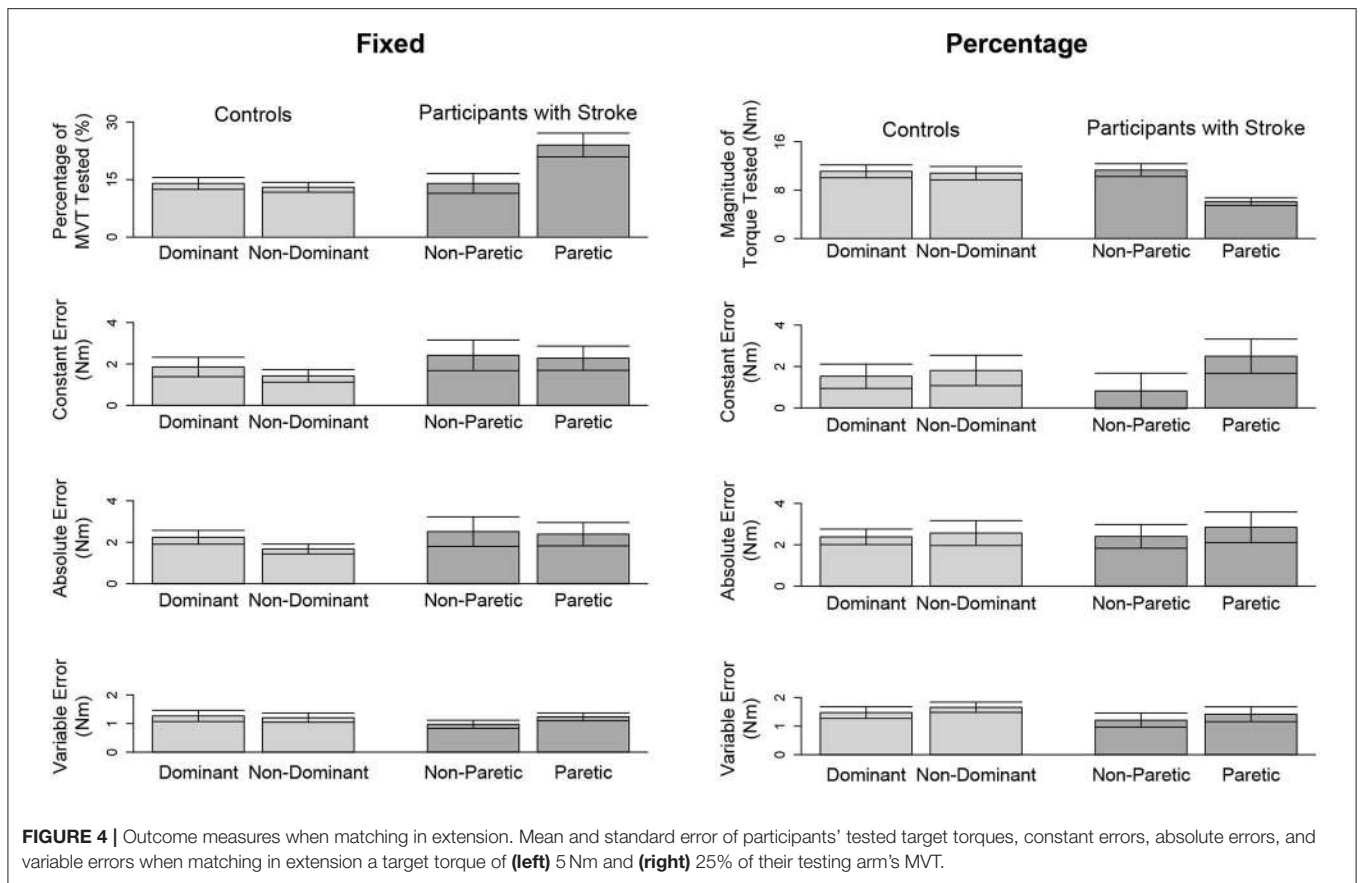 Fixed
Percentage of
MVT Tested (%)
30
15
0
Controls
Participants with Stroke
Dominant
Non-Dominant
Non-Paretic
Paretic
Constant Error
(Nm)
4
2
0
Dominant
Non-Dominant
Non-Paretic
Paretic
Absolute Error
(Nm)
4
2
0
Dominant
Non-Dominant
Non-Paretic
Paretic
Variable Error
(Nm)
2
1
0
Dominant
Non-Dominant
Non-Paretic
Paretic
Percentage
Magnitude of
Torque Tested (Nm)
16
8
0
Controls
Participants with Stroke
Dominant
Non-Dominant
Non-Paretic
Paretic
Constant Error
(Nm)
4
2
0
Dominant
Non-Dominant
Non-Paretic
Paretic
Absolute Error
(Nm)
4
2
0
Dominant
Non-Dominant
Non-Paretic
Paretic
Variable Error
(Nm)
2
1
0
Dominant
Non-Dominant
Non-Paretic
Paretic
FIGURE 4 | Outcome measures when matching in extension. Mean and standard error of participants' tested target torques, constant errors, absolute errors, and
variable errors when matching in extension a target torque of (left) 5 Nm and (right) 25% of their testing arm's MVT.